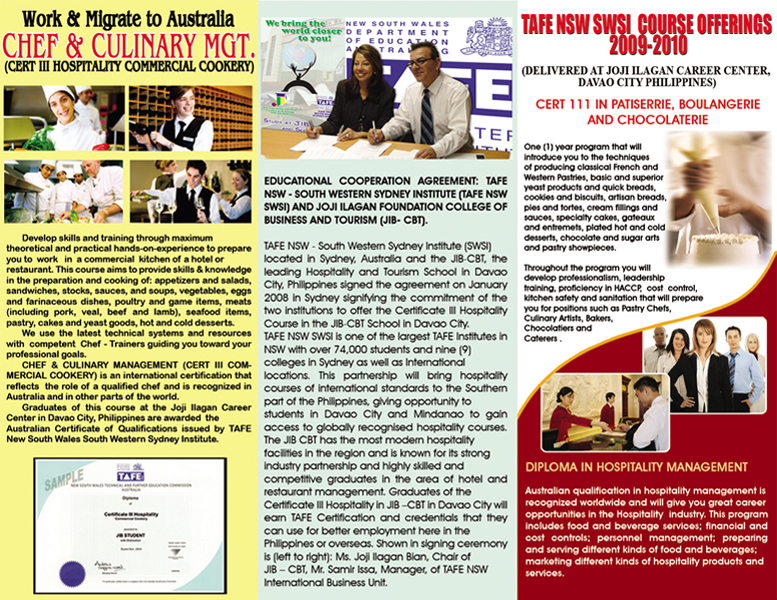 Work & Migrate to Australia
CHEF & CULINARY MGT.
(CERT III HOSPITALITY COMMERCIAL COOKERY)
Develop skills and training through maximum
theoretical and practical hands-on-experience to prepare
you to work in a commercial kitchen of a hotel or
restaurant. This course aims to provide skills & knowledge
in the preparation and cooking of: appetizers and salads,
sandwiches, stocks, sauces, and soups, vegetables, eggs
and farinaceous dishes, poultry and game items, meats
(including pork, veal, beef and lamb), seafood items,
pastry, cakes and yeast goods, hot and cold desserts.
We use the latest technical systems and resources
with competent Chef - Trainers guiding you toward your
professional goals.
CHEF & CULINARY MANAGEMENT (CERT III COM-
MERCIAL COOKERY) is an international certification that
reflects the role of a qualified chef and is recognized in
Australia and in other parts of the world.
Graduates of this course at the Joji Ilagan Career
Center in Davao City, Philippines are awarded the
Australian Certificate of Qualifications issued by TAFE
New South Wales South Western Sydney Institute.
SAMPLE
TAFE
NEW SOUTH WALES TECHNICAL AND FURTHER EDUCATION COMMISSION
AUSTRALIA
Diploma
Certificate III Hospitality
Commercial Cookery
JIB STUDENT
We bring the
world closer
to you!
NEW SOUTH WALES
DEPARTMENT
OF EDUCATION
AND TRAINING
TAFE
EDUCATIONAL COOPERATION AGREEMENT: TAFE
NSW - SOUTH WESTERN SYDNEY INSTITUTE (TAFE NSW
SWSI) AND JOJI ILAGAN FOUNDATION COLLEGE OF
BUSINESS AND TOURISM (JIB- CBT).
TAFE NSW - South Western Sydney Institute (SWSI)
located in Sydney, Australia and the JIB-CBT, the
leading Hospitality and Tourism School in Davao
City, Philippines signed the agreement on January
2008 in Sydney signifying the commitment of the
two institutions to offer the Certificate III Hospitality
Course in the JIB-CBT School in Davao City.
TAFE NSW SWSI is one of the largest TAFE Institutes in
NSW with over 74,000 students and nine (9)
colleges in Sydney as well as International
locations. This partnership will bring hospitality
courses of international standards to the Southern
part of the Philippines, giving opportunity to
students in Davao City and Mindanao to gain
access to globally recognised hospitality courses.
The JIB CBT has the most modern hospitality
facilities in the region and is known for its strong
industry partnership and highly skilled and
competitive graduates in the area of hotel and
restaurant management. Graduates of the
Certificate III Hospitality in JIB –CBT in Davao City will
earn TAFE Certification and credentials that they
can use for better employment here in the
Philippines or overseas. Shown in signing ceremony
is (left to right): Ms. Joji Ilagan Bian, Chair of
JIB – CBT, Mr. Samir Issa, Manager, of TAFE NSW
International Business Unit.
TAFE NSW SWSI COURSE OFFERINGS
2009-2010
(DELIVERED AT JOJI ILAGAN CAREER CENTER,
DAVAO CITY PHILIPPINES)
CERT 111 IN PATISERRIE, BOULANGERIE
AND CHOCOLATERIE
One (1) year program that will
introduce you to the techniques
of producing classical French and
Western Pastries, basic and superior
yeast products and quick breads,
cookies and biscuits, artisan breads,
pies and tortes, cream fillings and
sauces, specialty cakes, gateaux
and entremets, plated hot and cold
desserts, chocolate and sugar arts
and pastry showpieces.
Throughout the program you will
develop professionalism, leadership
training, proficiency in HACCP, cost control,
kitchen safety and sanitation that will prepare
you for positions such as Pastry Chefs,
Culinary Artists, Bakers,
Chocolatiers and
Caterers .
DIPLOMA IN HOSPITALITY MANAGEMENT
Australian qualification in hospitality management is
recognized worldwide and will give you great career
opportunities in the Hospitality industry. This program
includes food and beverage services; financial and
cost controls; personnel management; preparing
and serving different kinds of food and beverages;
marketing different kinds of hospitality products and
services.